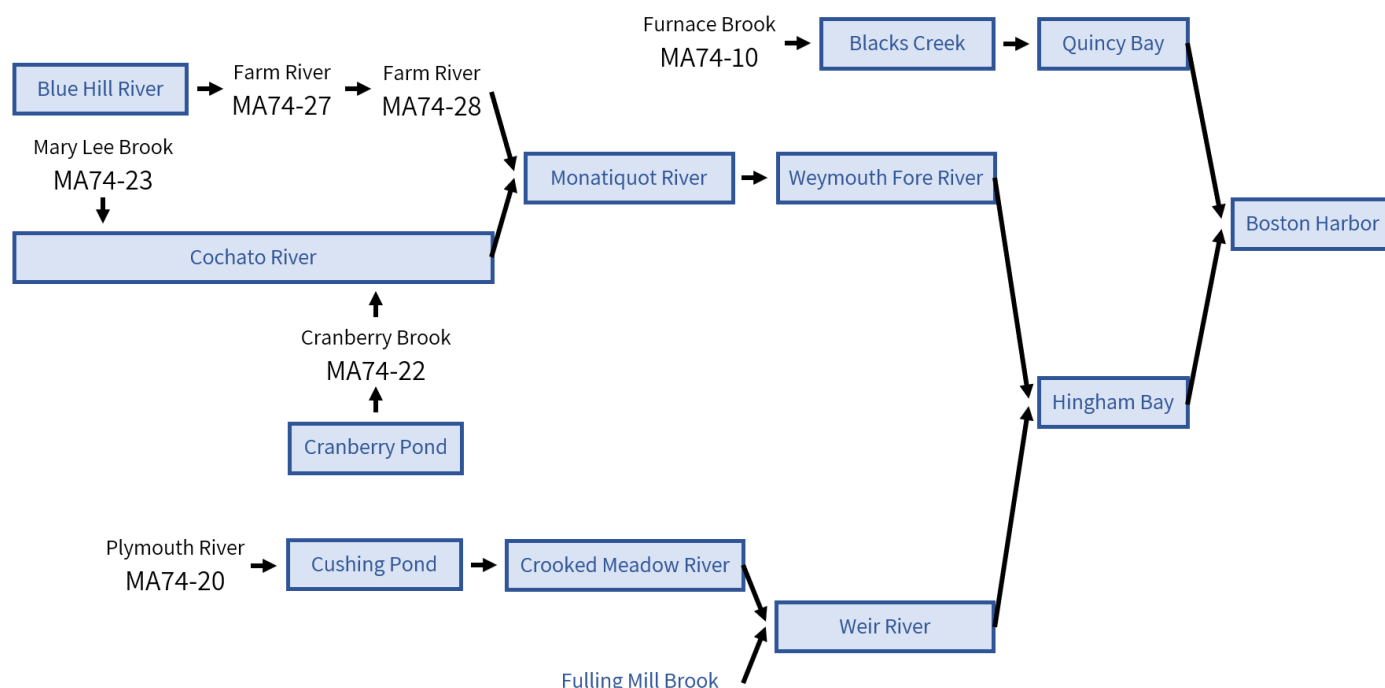 Furnace Brook
MA74-10
Blacks Creek
Quincy Bay
Blue Hill River
Farm River
MA74-27
Farm River
MA74-28
Mary Lee Brook
MA74-23
Monatiquot River
Weymouth Fore River
Boston Harbor
Cochato River
Cranberry Brook
MA74-22
Hingham Bay
Cranberry Pond
Plymouth River
MA74-20
Cushing Pond
Crooked Meadow River
Weir River
Fulling Mill Brook